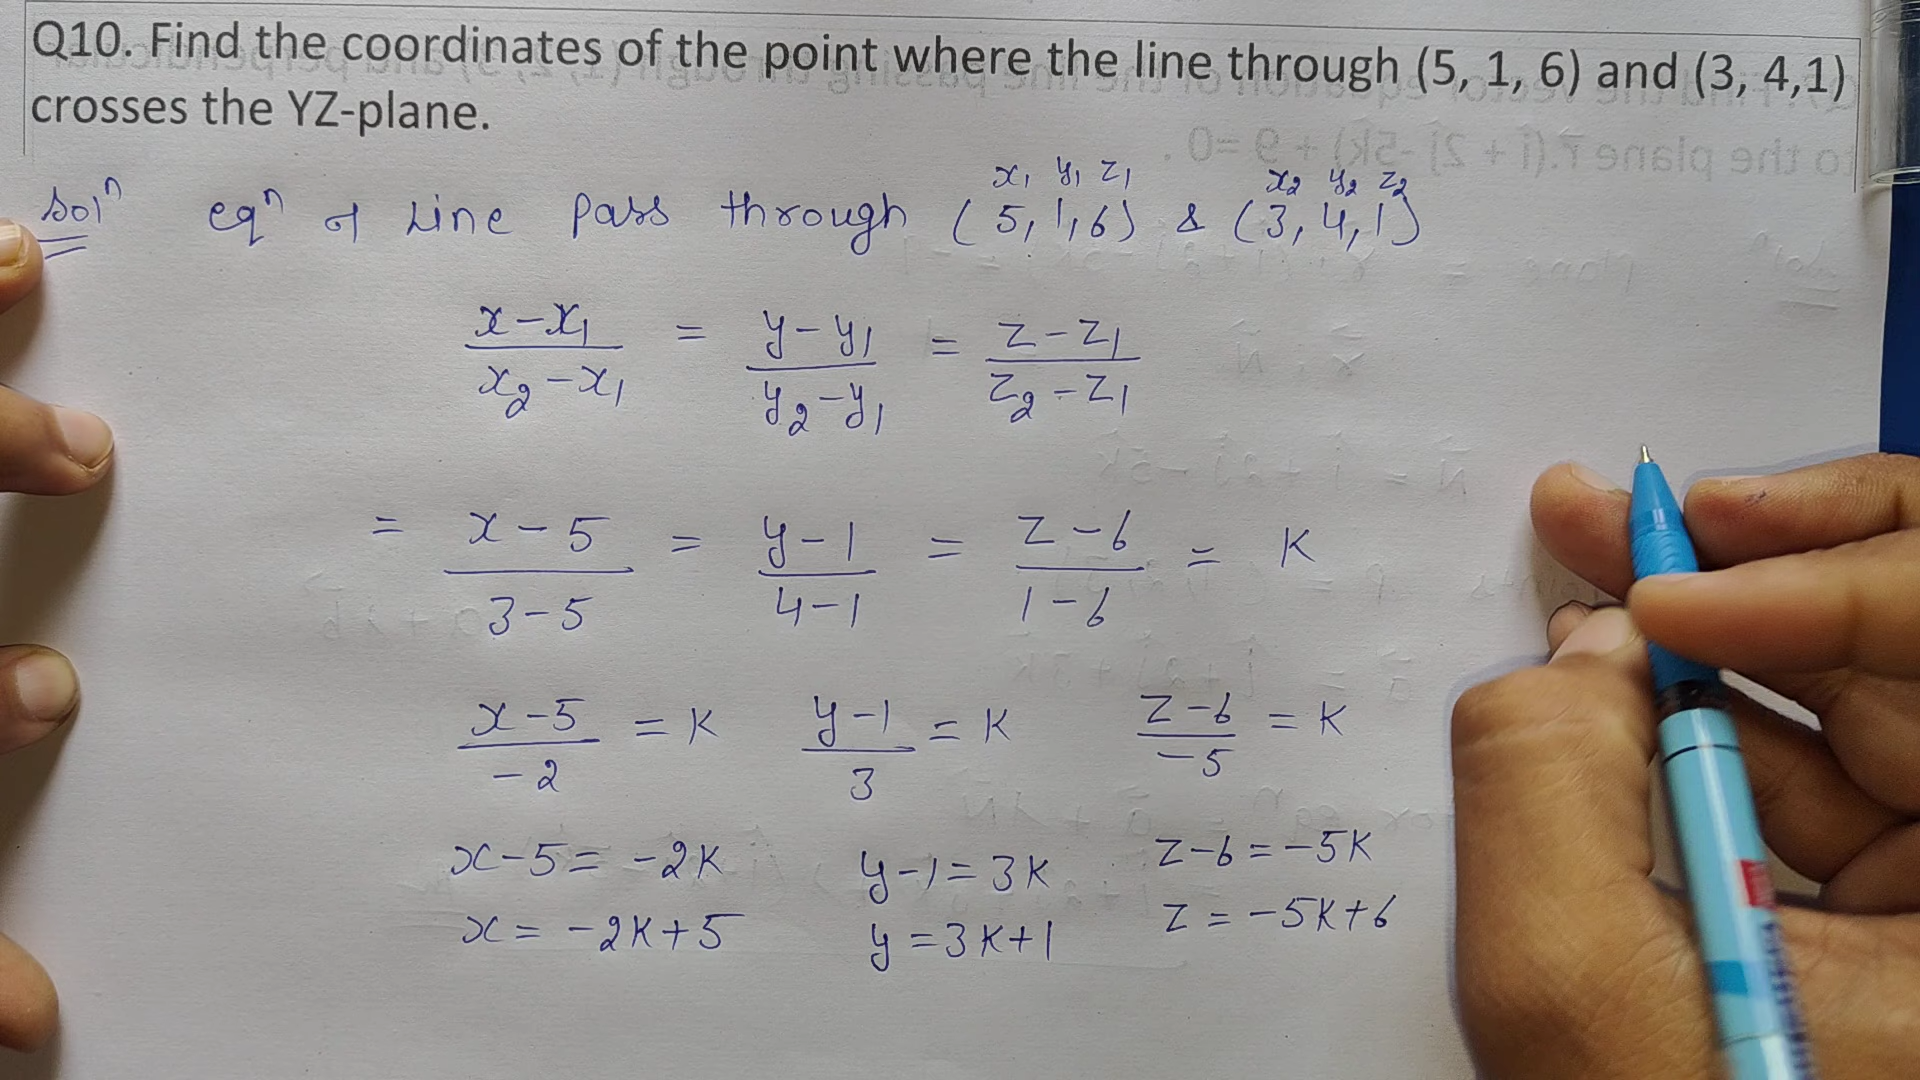 Q10. Find the coordinates of the point where the line through (5, 1, 6) and (3, 4,1)
crosses the YZ-plane.
x₁ y₁ z₁ x₂ y₂ z₂
Solⁿ eqⁿ of Line Pass through (5,1,6) & (3,4,1)
(x-x₁)/(x₂-x₁) = (y-y₁)/(y₂-y₁) = (z-z₁)/(z₂-z₁)
= (x-5)/(3-5) = (y-1)/(4-1) = (z-6)/(1-6) = K
(x-5)/(-2) = K (y-1)/3 = K (z-6)/(-5) = K
x-5 = -2K y-1 = 3K z-6 = -5K
x = -2K+5 y = 3K+1 z = -5K+6